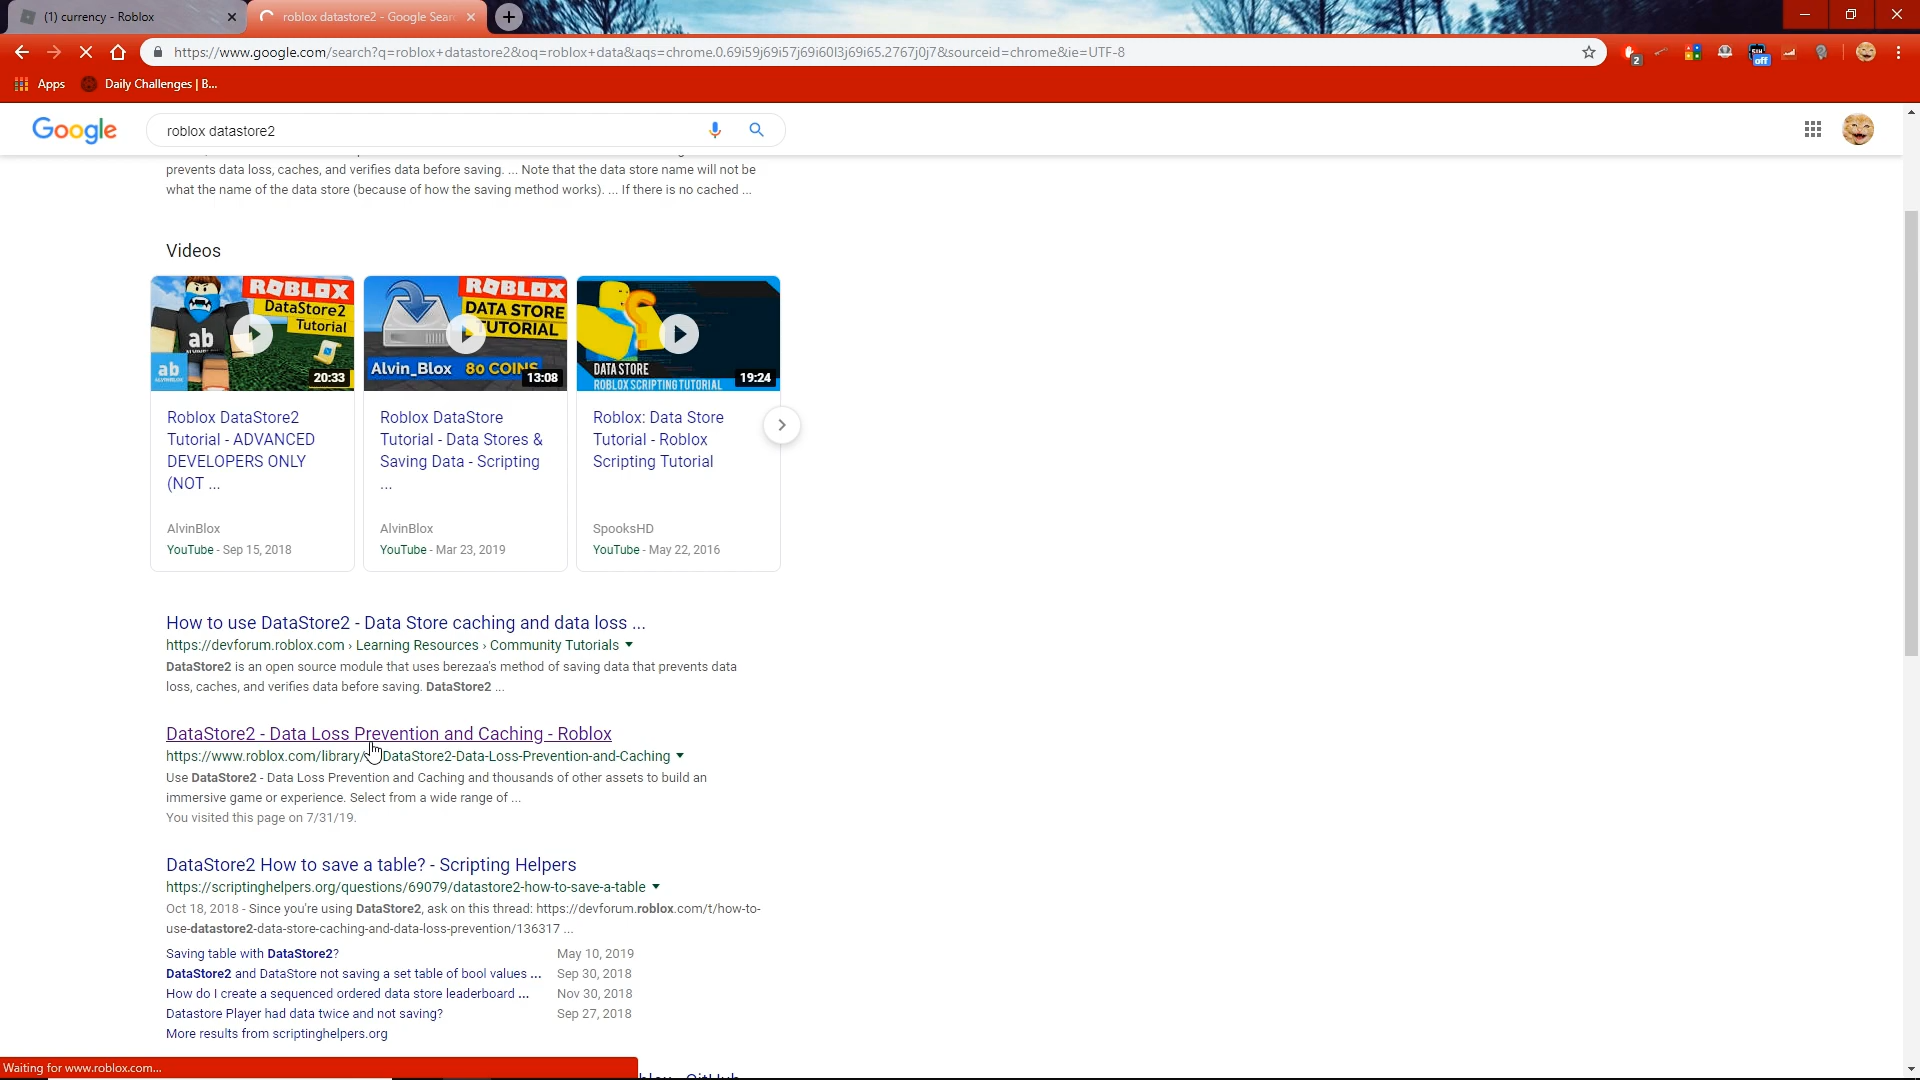 (1) currency - Roblox
roblox datastore2 - Google Sear
https://www.google.com/search?q=roblox+datastore2&oq=roblox+data&aqs=chrome.0.69i59j69i57j69i60l3j69i65.2767j0j7&sourceid=chrome&ie=UTF-8
2
off
Apps
Daily Challenges | B...
Google
roblox datastore2
prevents data loss, caches, and verifies data before saving. ... Note that the data store name will not be
what the name of the data store (because of how the saving method works). ... If there is no cached ...
Videos
ROBLOX
DataStore2
Tutorial
ab
ab
20:33
ROBLOX
DATA STORE
TUTORIAL
Alvin_Blox
80 COINS
13:08
DATA STORE
ROBLOX SCRIPTING TUTORIAL
19:24
Roblox DataStore2
Tutorial - ADVANCED
DEVELOPERS ONLY
(NOT ...
AlvinBlox
YouTube - Sep 15, 2018
Roblox DataStore
Tutorial - Data Stores &
Saving Data - Scripting
...
AlvinBlox
YouTube - Mar 23, 2019
Roblox: Data Store
Tutorial - Roblox
Scripting Tutorial
SpooksHD
YouTube - May 22, 2016
How to use DataStore2 - Data Store caching and data loss ...
https://devforum.roblox.com › Learning Resources › Community Tutorials
DataStore2 is an open source module that uses berezaa's method of saving data that prevents data
loss, caches, and verifies data before saving. DataStore2 ...
DataStore2 - Data Loss Prevention and Caching - Roblox
https://www.roblox.com/library/ DataStore2-Data-Loss-Prevention-and-Caching
Use DataStore2 - Data Loss Prevention and Caching and thousands of other assets to build an
immersive game or experience. Select from a wide range of ...
You visited this page on 7/31/19.
DataStore2 How to save a table? - Scripting Helpers
https://scriptinghelpers.org/questions/69079/datastore2-how-to-save-a-table
Oct 18, 2018 - Since you're using DataStore2, ask on this thread: https://devforum.roblox.com/t/how-to-
use-datastore2-data-store-caching-and-data-loss-prevention/136317 ...
Saving table with DataStore2? May 10, 2019
DataStore2 and DataStore not saving a set table of bool values ... Sep 30, 2018
How do I create a sequenced ordered data store leaderboard ... Nov 30, 2018
Datastore Player had data twice and not saving? Sep 27, 2018
More results from scriptinghelpers.org
Waiting for www.roblox.com...